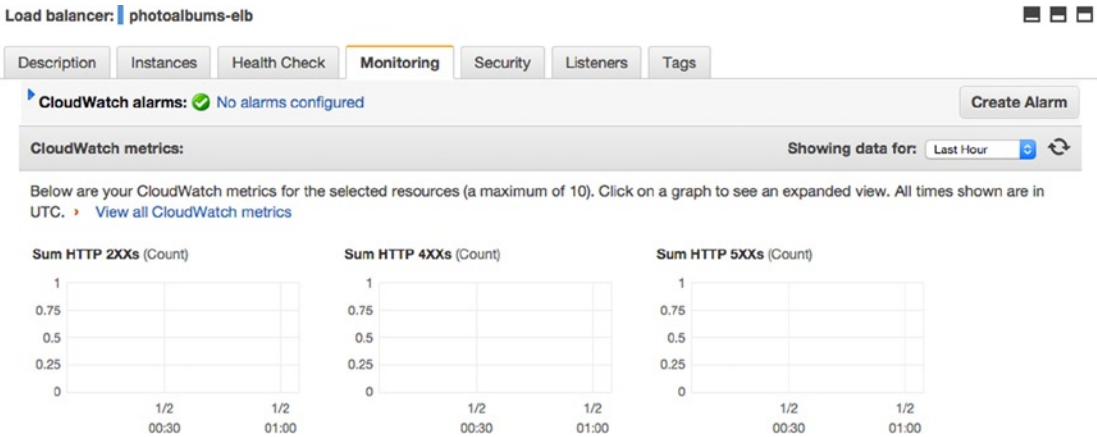 Load balancer: photoalbums-elb
Description Instances Health Check Monitoring Security Listeners Tags
CloudWatch alarms: No alarms configured Create Alarm
CloudWatch metrics: Showing data for: Last Hour
Below are your CloudWatch metrics for the selected resources (a maximum of 10). Click on a graph to see an expanded view. All times shown are in
UTC. › View all CloudWatch metrics
Sum HTTP 2XXs (Count) Sum HTTP 4XXs (Count) Sum HTTP 5XXs (Count)
1 1 1
0.75 0.75 0.75
0.5 0.5 0.5
0.25 0.25 0.25
0 0 0
1/2 1/2 1/2 1/2 1/2 1/2
00:30 01:00 00:30 01:00 00:30 01:00